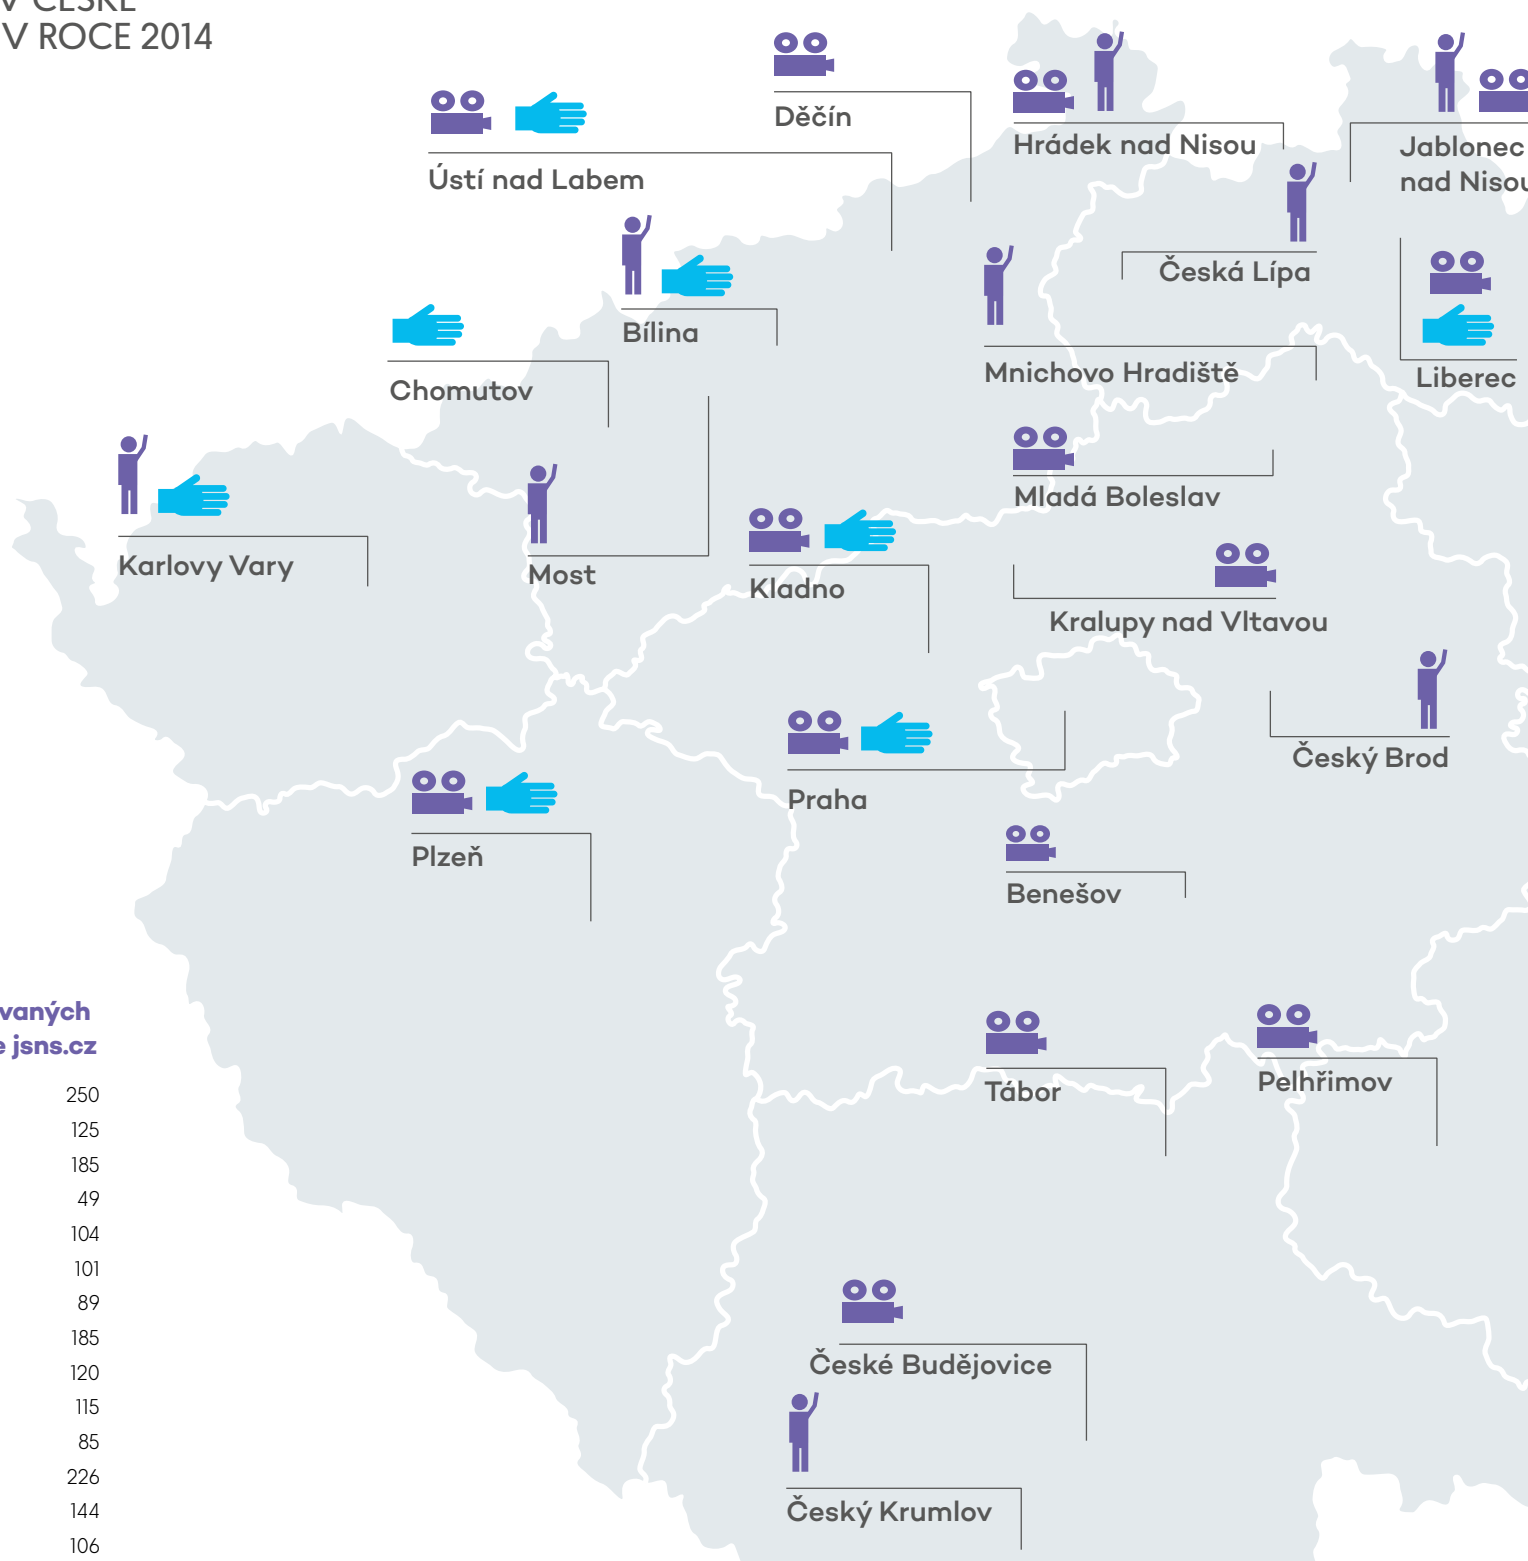 V ČESKÉ
V ROCE 2014
Děčín
Hrádek nad Nisou
Jablonec
nad Nisou
Ústí nad Labem
Česká Lípa
Bílina
Mnichovo Hradiště
Liberec
Chomutov
Mladá Boleslav
Karlovy Vary
Most
Kladno
Kralupy nad Vltavou
Český Brod
Praha
Plzeň
Benešov
vaných
e jsns.cz
Tábor
Pelhřimov
250
125
185
49
104
101
89
185
120
115
85
226
144
106
České Budějovice
Český Krumlov